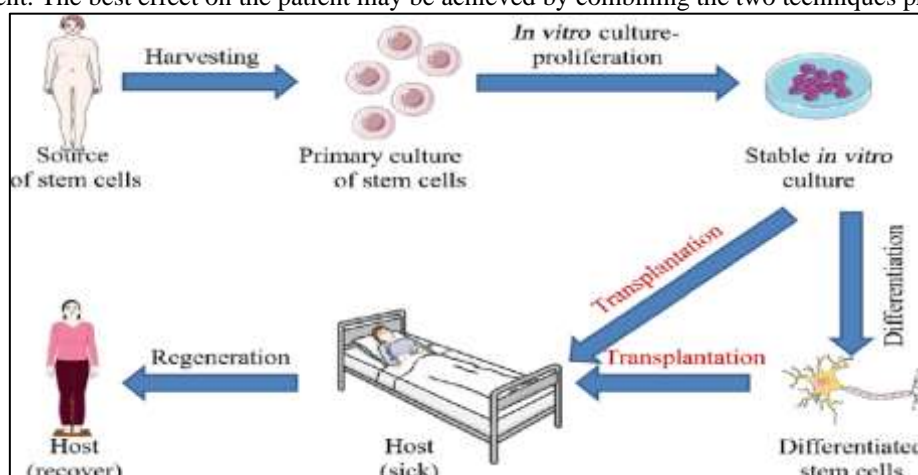 ent. The best effect on the patient may be achieved by combining the two techniques p
Harvesting
In vitro culture-
proliferation
Source
of stem cells
Primary culture
of stem cells
Stable in vitro
culture
Transplantation
Differentiation
Regeneration
Transplantation
Host
(recover)
Host
(sick)
Differentiated
stem cells